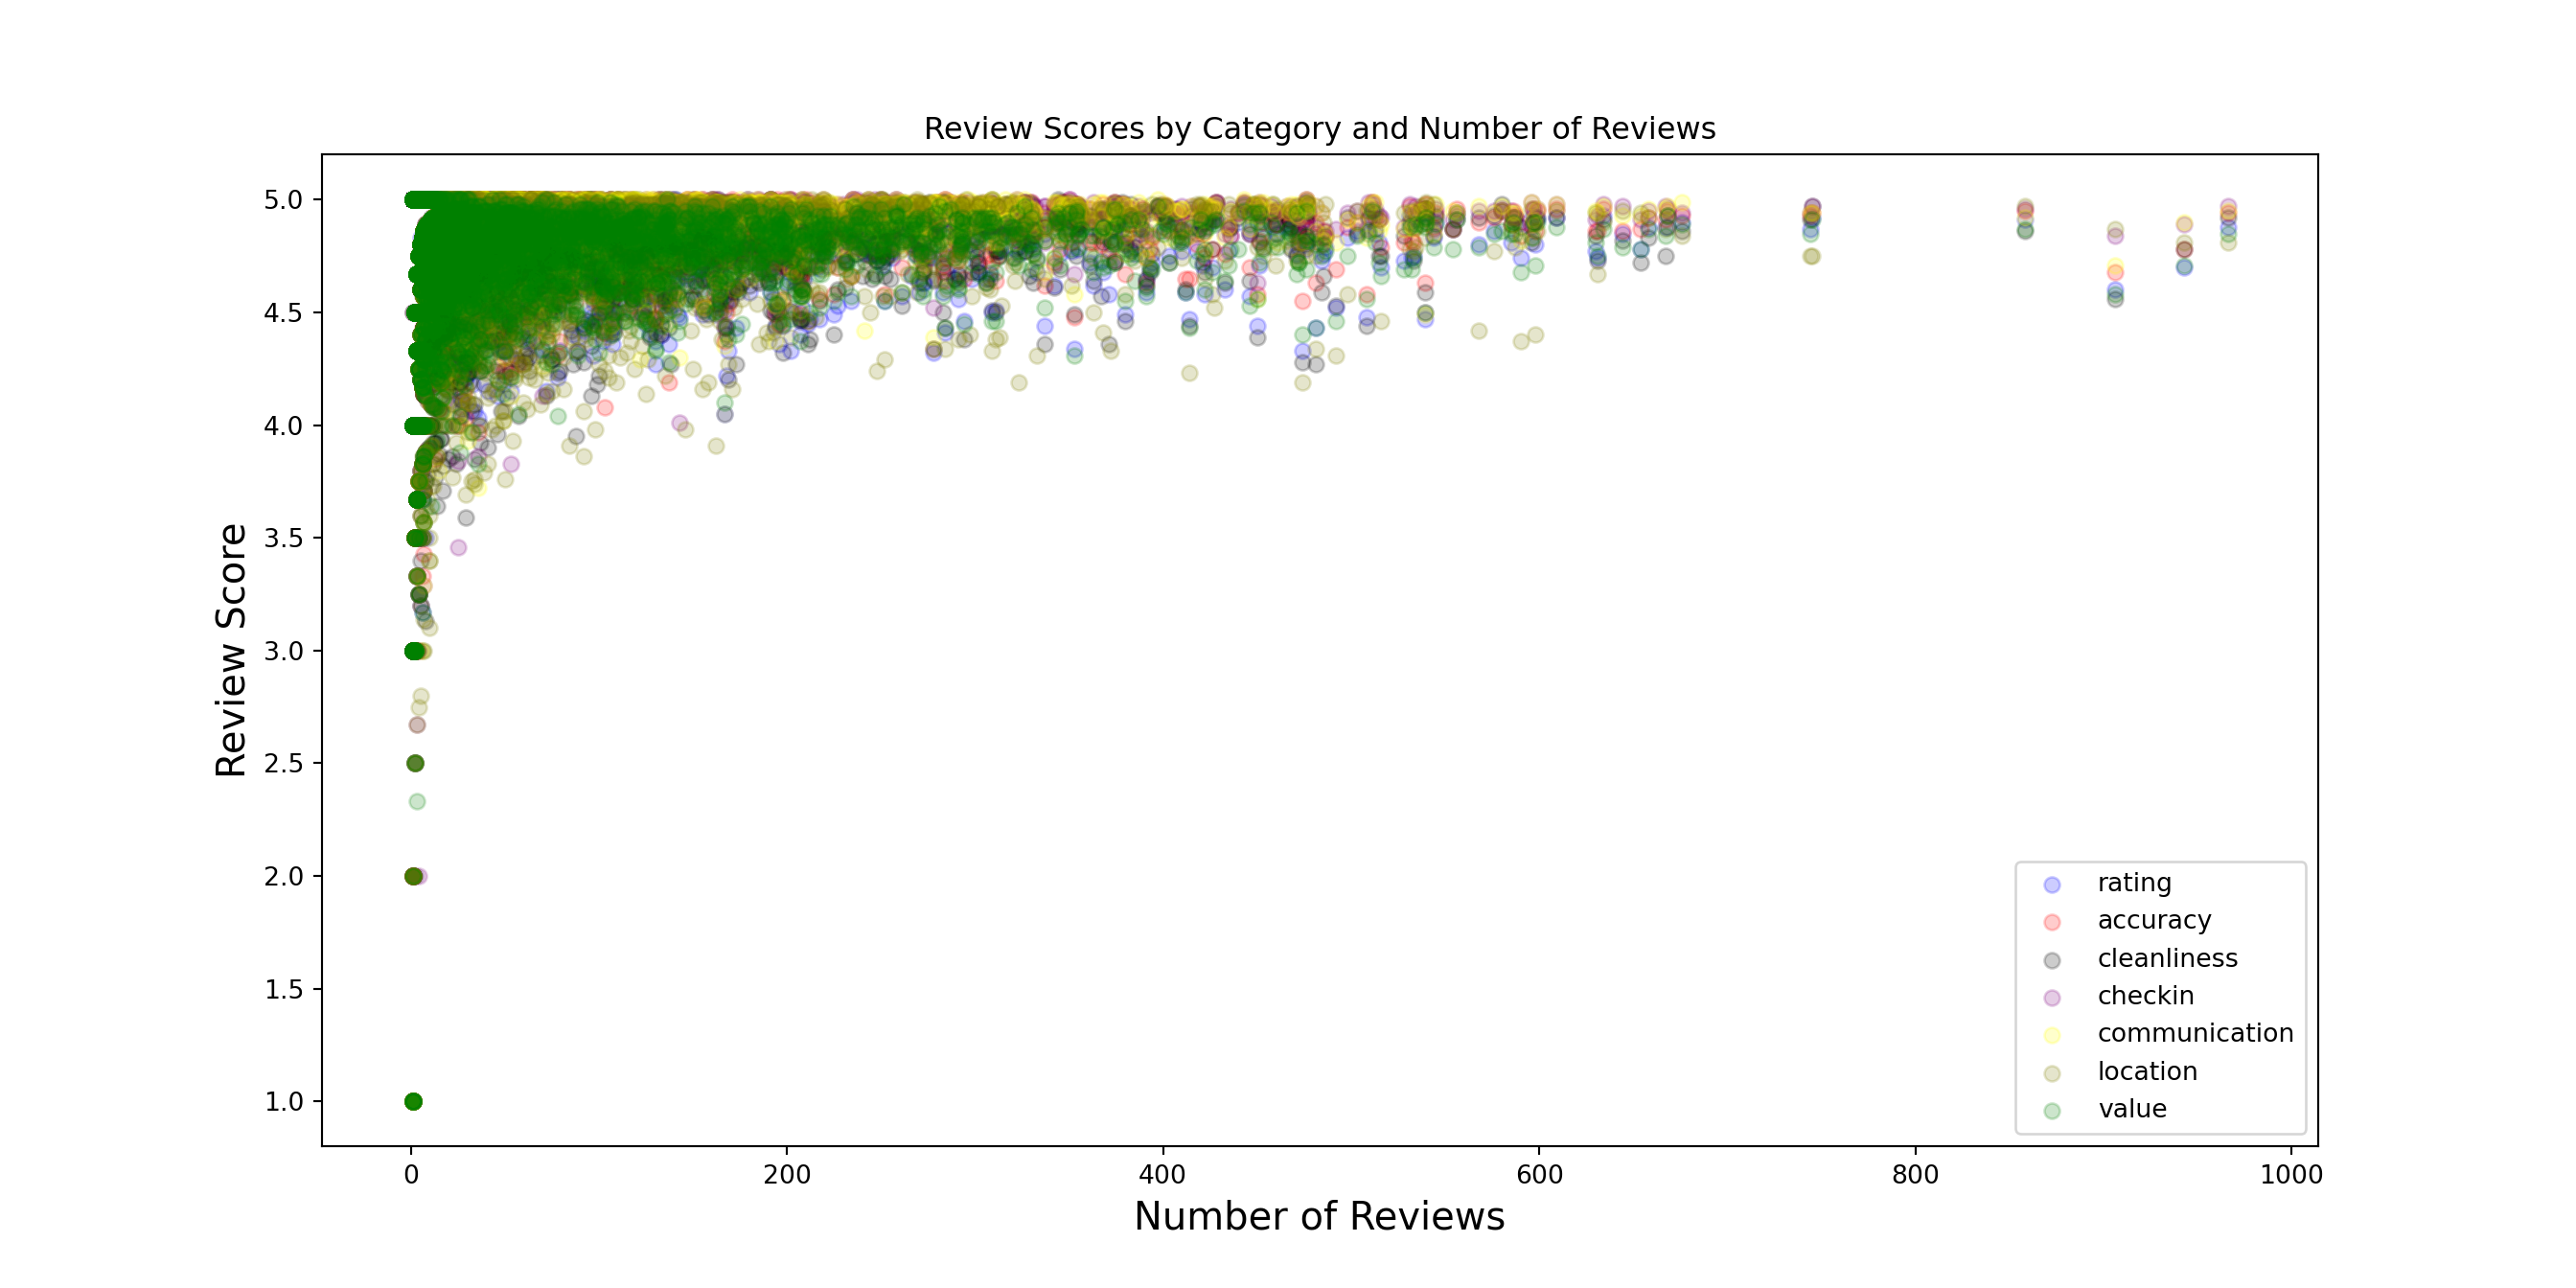 Review Scores by Category and Number of Reviews
Review Score
5.0
4.5
4.0
3.5
3.0
2.5
2.0
1.5
1.0
0 200 400 600 800 1000
Number of Reviews
rating
accuracy
cleanliness
checkin
communication
location
value